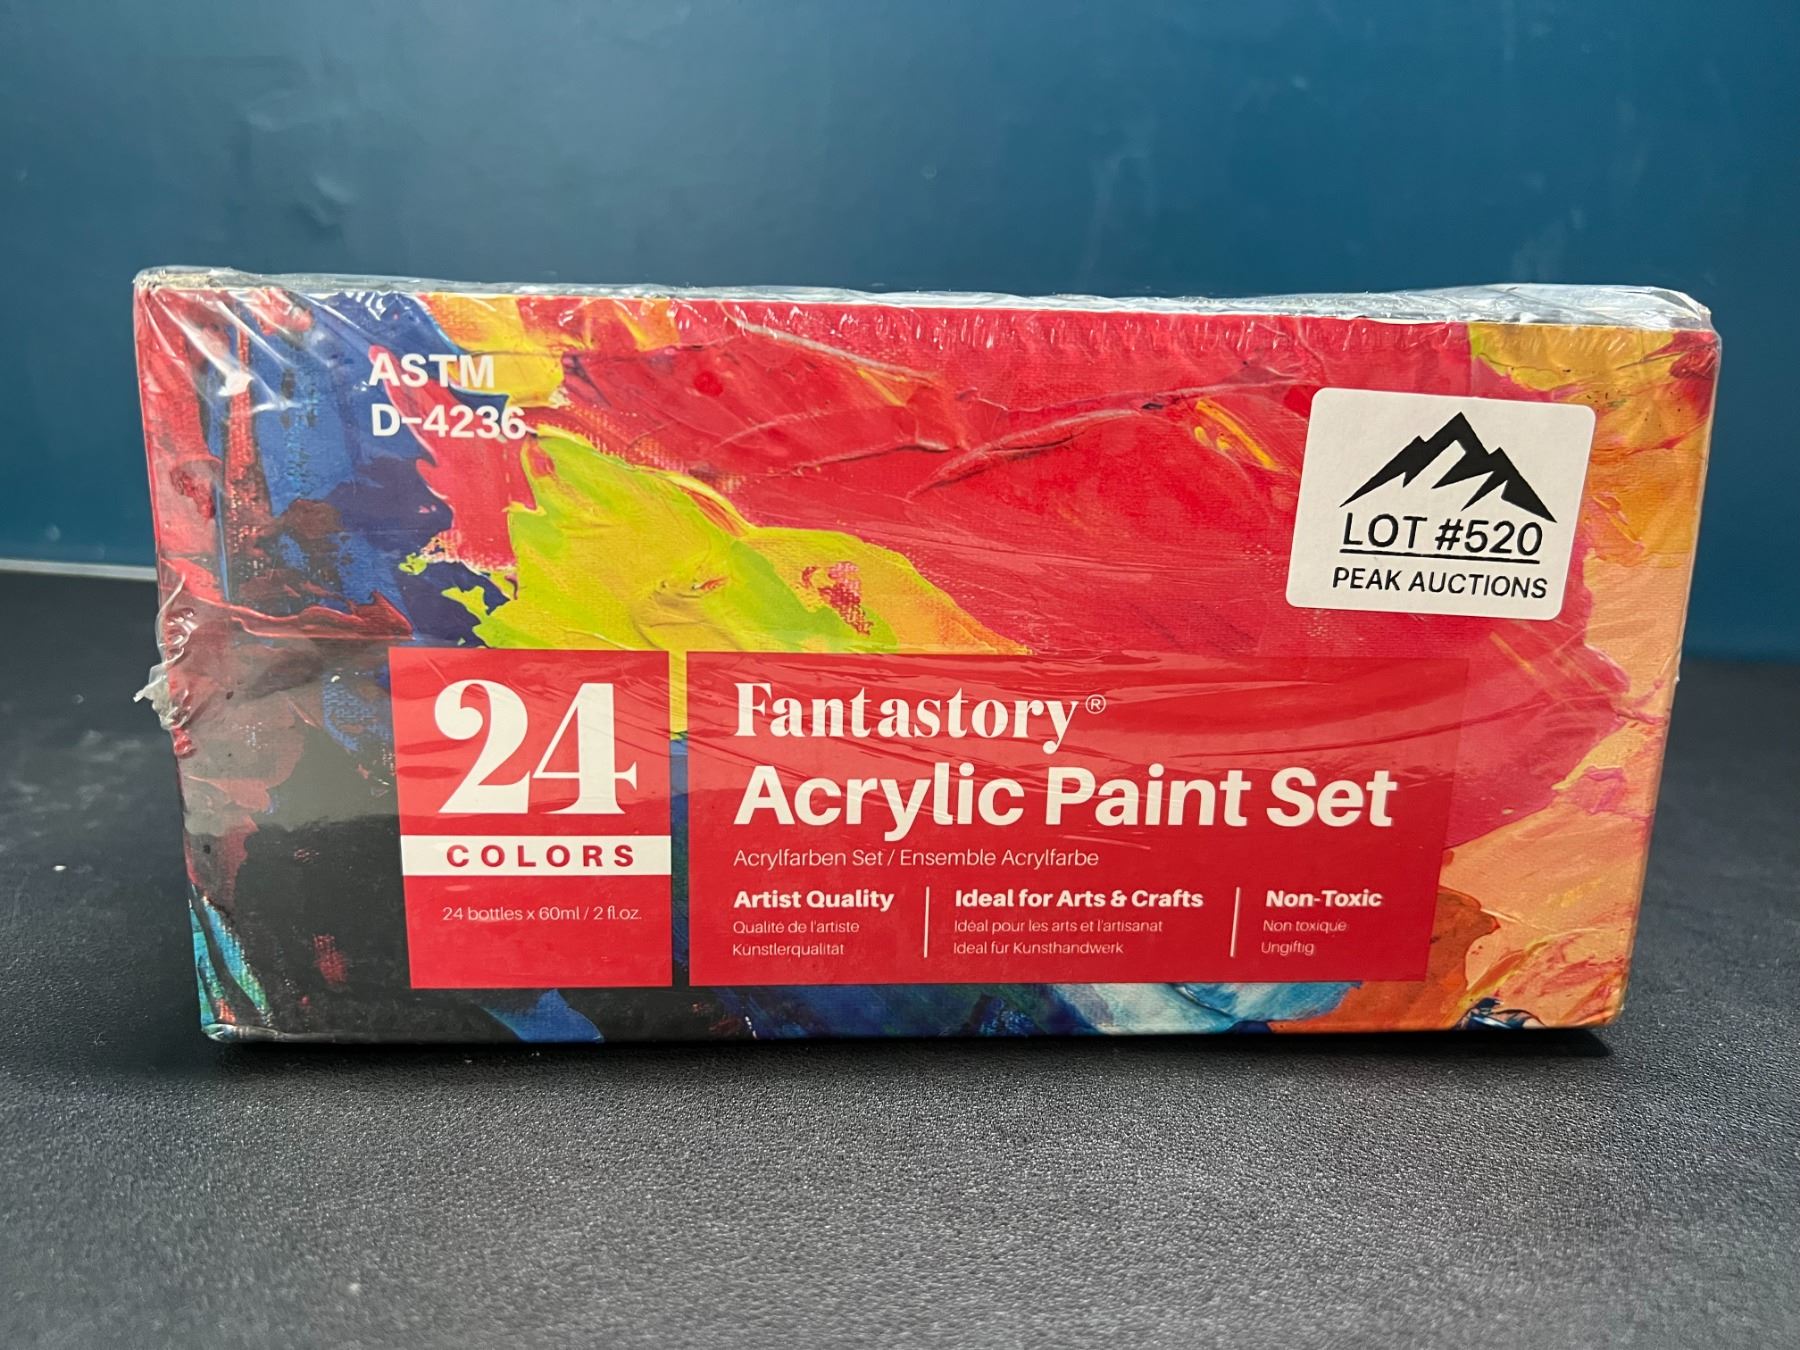 ASTM
D-4236
LOT #520
PEAK AUCTIONS
24
COLORS
24 bottles x 60ml / 2 fl.oz.
Fantastory®
Acrylic Paint Set
Acrylfarben Set / Ensemble Acrylfarbe
Artist Quality
Qualité de l'artiste
Künstlerqualität
Ideal for Arts & Crafts
Idéal pour les arts et l'artisanat
Ideal für Kunsthandwerk
Non-Toxic
Non toxique
Ungiftig